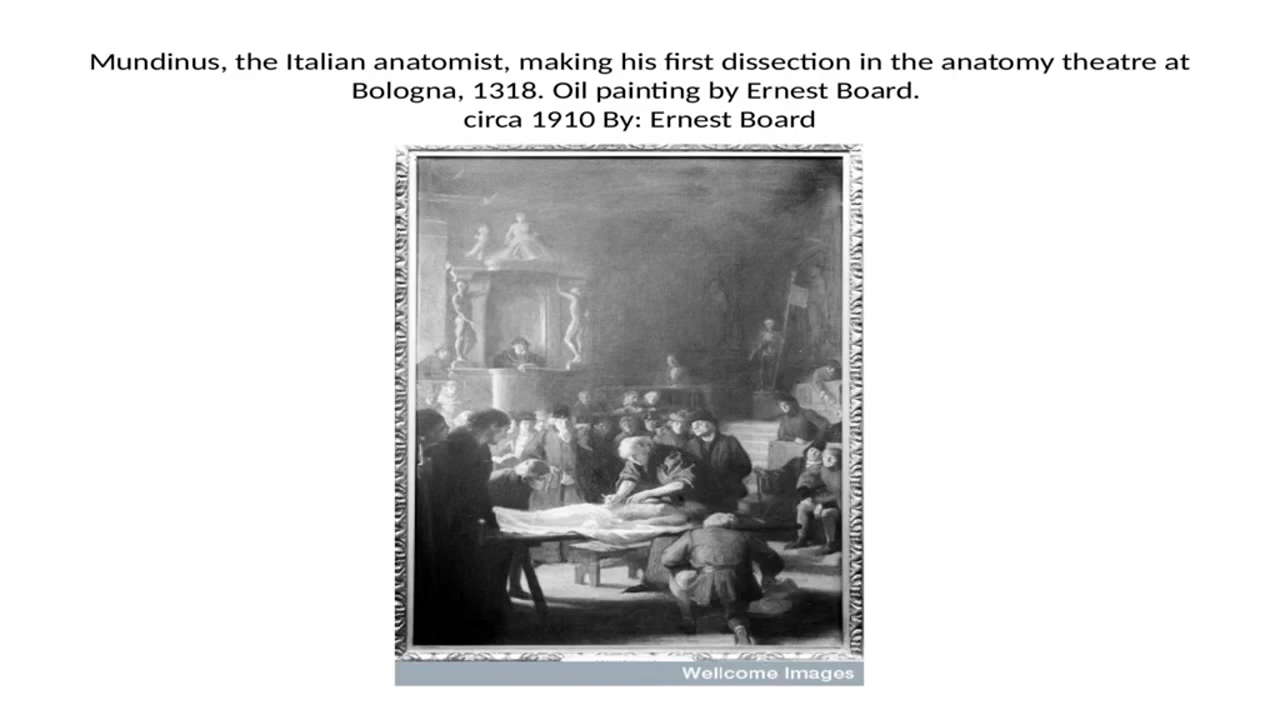 Mundinus, the Italian anatomist, making his first dissection in the anatomy theatre at
Bologna, 1318. Oil painting by Ernest Board.
circa 1910 By: Ernest Board
Wellcome Images